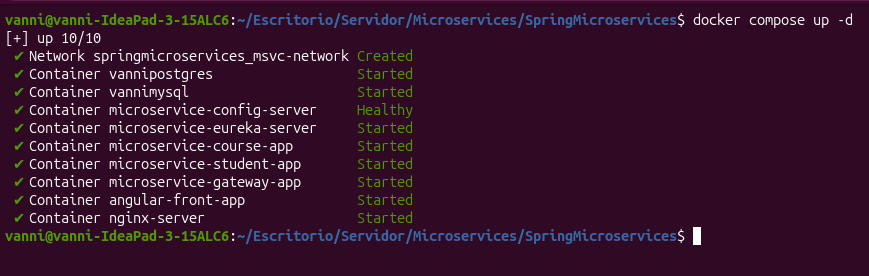 vanni@vanni-IdeaPad-3-15ALC6:~/Escritorio/Servidor/Microservices/SpringMicroservices$ docker compose up -d
[+] up 10/10
✔ Network springmicroservices_msvc-network Created
✔ Container vannipostgres Started
✔ Container vannimysql Started
✔ Container microservice-config-server Healthy
✔ Container microservice-eureka-server Started
✔ Container microservice-course-app Started
✔ Container microservice-student-app Started
✔ Container microservice-gateway-app Started
✔ Container angular-front-app Started
✔ Container nginx-server Started
vanni@vanni-IdeaPad-3-15ALC6:~/Escritorio/Servidor/Microservices/SpringMicroservices$